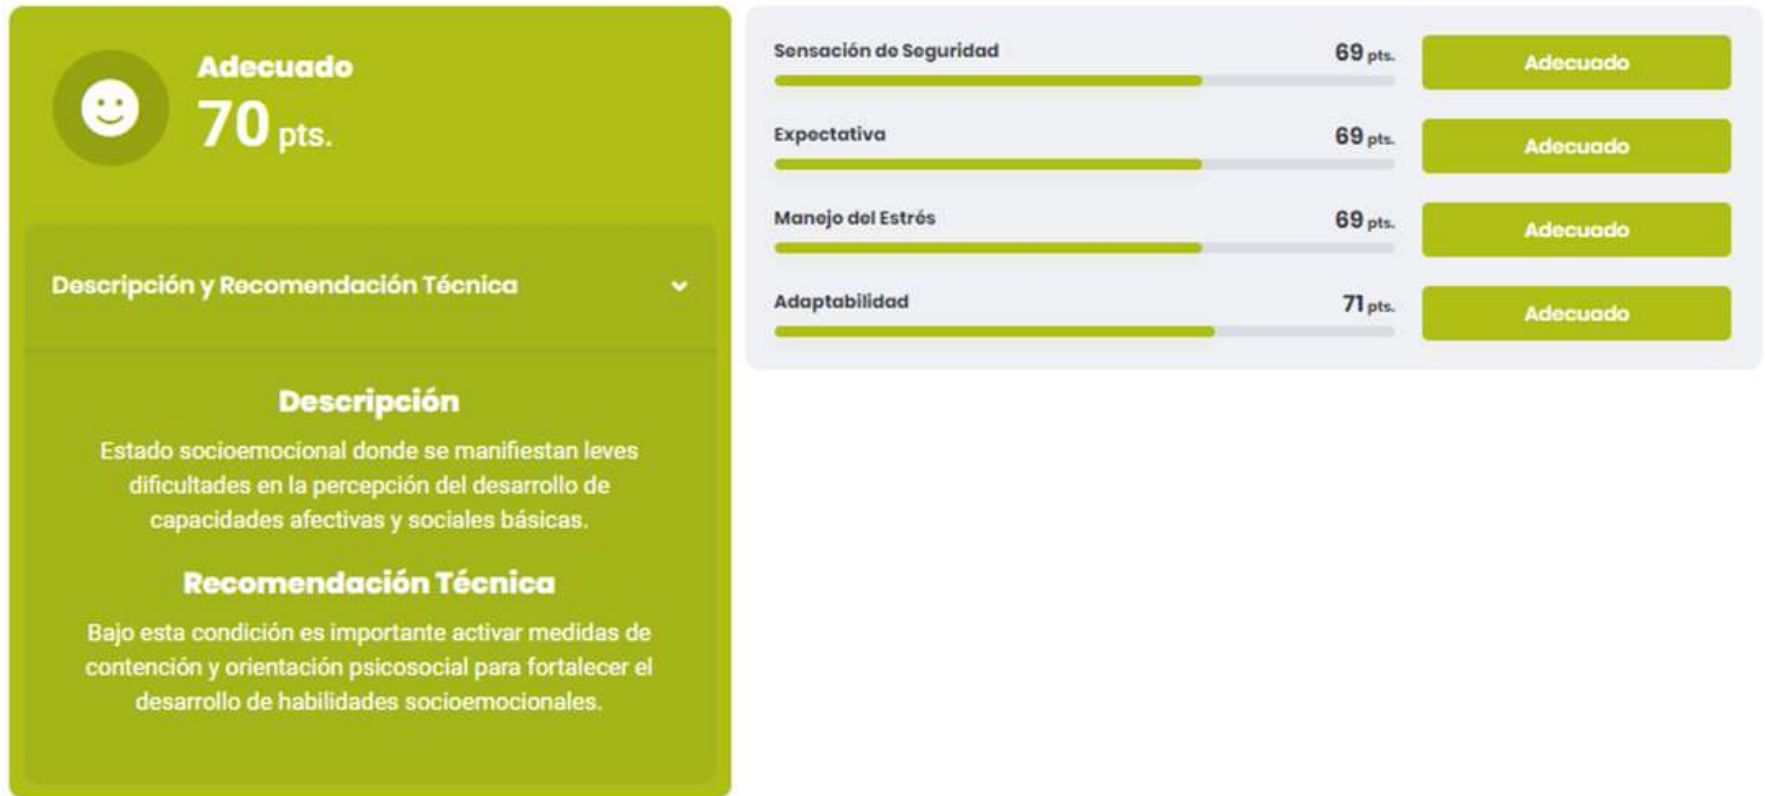 Adecuado
70 pts.
Descripción y Recomendación Técnica
Descripción
Estado socioemocional donde se manifiestan leves
dificultades en la percepción del desarrollo de
capacidades afectivas y sociales básicas.
Recomendación Técnica
Bajo esta condición es importante activar medidas de
contención y orientación psicosocial para fortalecer el
desarrollo de habilidades socioemocionales.
Sensación de Seguridad 69 pts. Adecuado
Expectativa 69 pts. Adecuado
Manejo del Estrés 69 pts. Adecuado
Adaptabilidad 71 pts. Adecuado